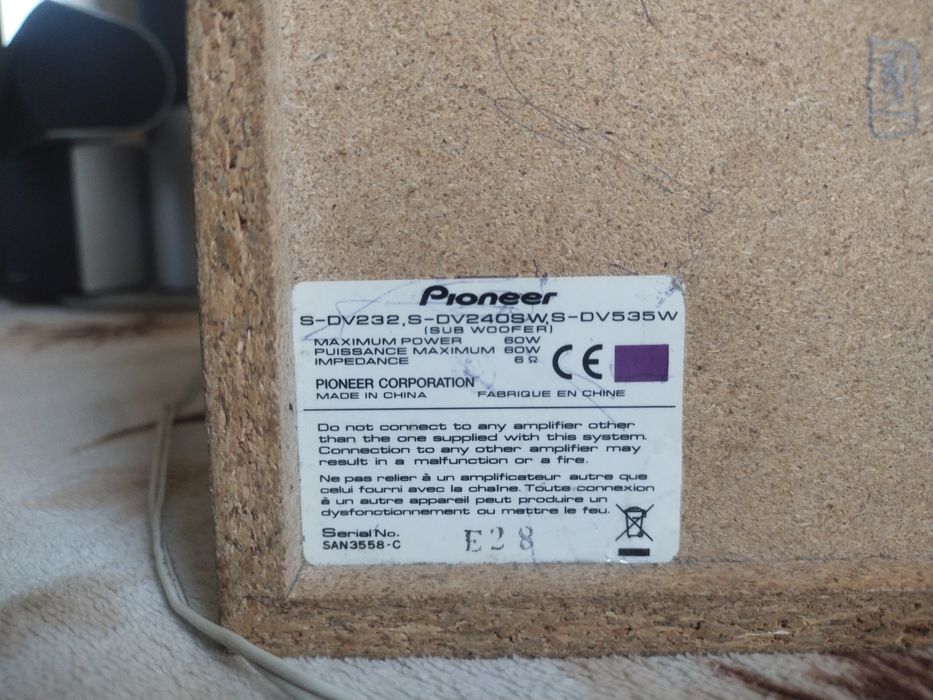 Pioneer
S-DV232,S-DV240SW,S-DV535W
(SUB WOOFER)
MAXIMUM POWER 60W
PUISSANCE MAXIMUM 60W
IMPEDANCE 6 Ω
CE
PIONEER CORPORATION
MADE IN CHINA FABRIQUE EN CHINE
Do not connect to any amplifier other
than the one supplied with this system.
Connection to any other amplifier may
result in a malfunction or a fire.
Ne pas relier à un amplificateur autre que
celui fourni avec la chaîne. Toute connexion
à un autre appareil peut produire un
dysfonctionnement ou mettre le feu.
Serial No.
SAN3558-C
E28